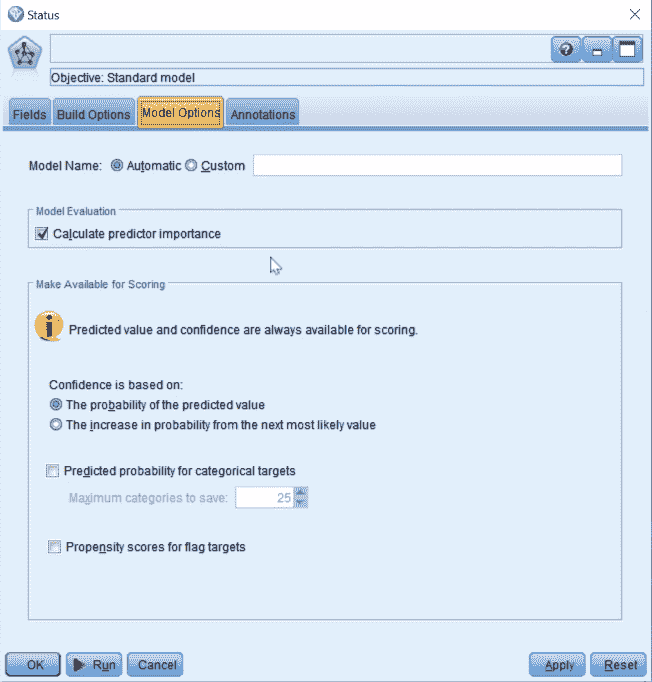 Status
Objective: Standard model
Fields Build Options Model Options Annotations
Model Name: Automatic Custom
Model Evaluation
Calculate predictor importance
Make Available for Scoring
Predicted value and confidence are always available for scoring.
Confidence is based on:
The probability of the predicted value
The increase in probability from the next most likely value
Predicted probability for categorical targets
Maximum categories to save: 25
Propensity scores for flag targets
OK Run Cancel Apply Reset